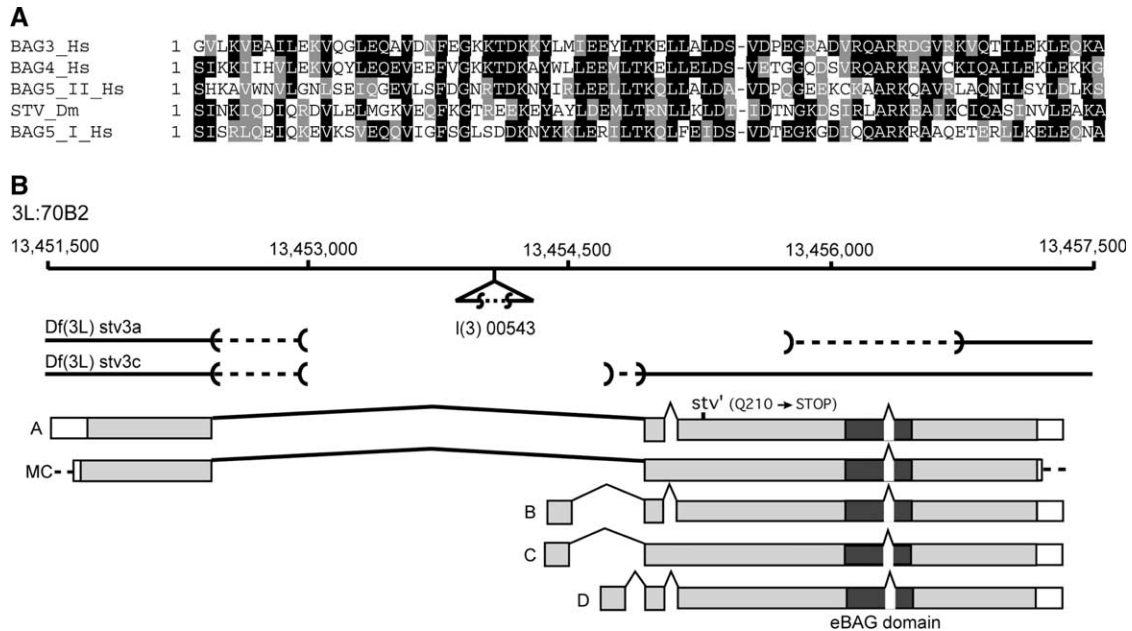 A
BAG3_Hs 1 GVLKVEAILEKVQGLEQAVDNFEGKKTDKKYLMIEEYLTKELLALDS-VDPEGRADVRQARRDGVRKVQTILEKLEQKA
BAG4_Hs 1 SIKKIIHVLEKVQYLEQEVEEFVGKKTDKAYWLLEEMLTKELLELDS-VETGGQDSVRQARKEAVCKIQAILEKLEKKG
BAG5_II_Hs 1 SHKAVWNVLGNLSEIQGEVLSFDGNRTDKNYIRLEELLTKQLLALDA-VDPQGEEKCKAARKQAVRLAQNILSYLDLKS
STV_Dm 1 SINKIQDIQRDVLELMGKVEQFKGTREEKEYAYLDEMLTRNLLKLDT-IDTNGKDSIRLARKEAIKCIQASINVLEAKA
BAG5_I_Hs 1 SISRLQEIQKEVKSVEQQVIGFSGLSDDKNYKKLERILTKQLFEIDS-VDTEGKGDIQQARKRAAQETERLLKELEQNA
B
3L:70B2
13,451,500 13,453,000 13,454,500 13,456,000 13,457,500
l(3) 00543
Df(3L) stv3a
Df(3L) stv3c
stv' (Q210 → STOP)
A
MC
B
C
D
eBAG domain